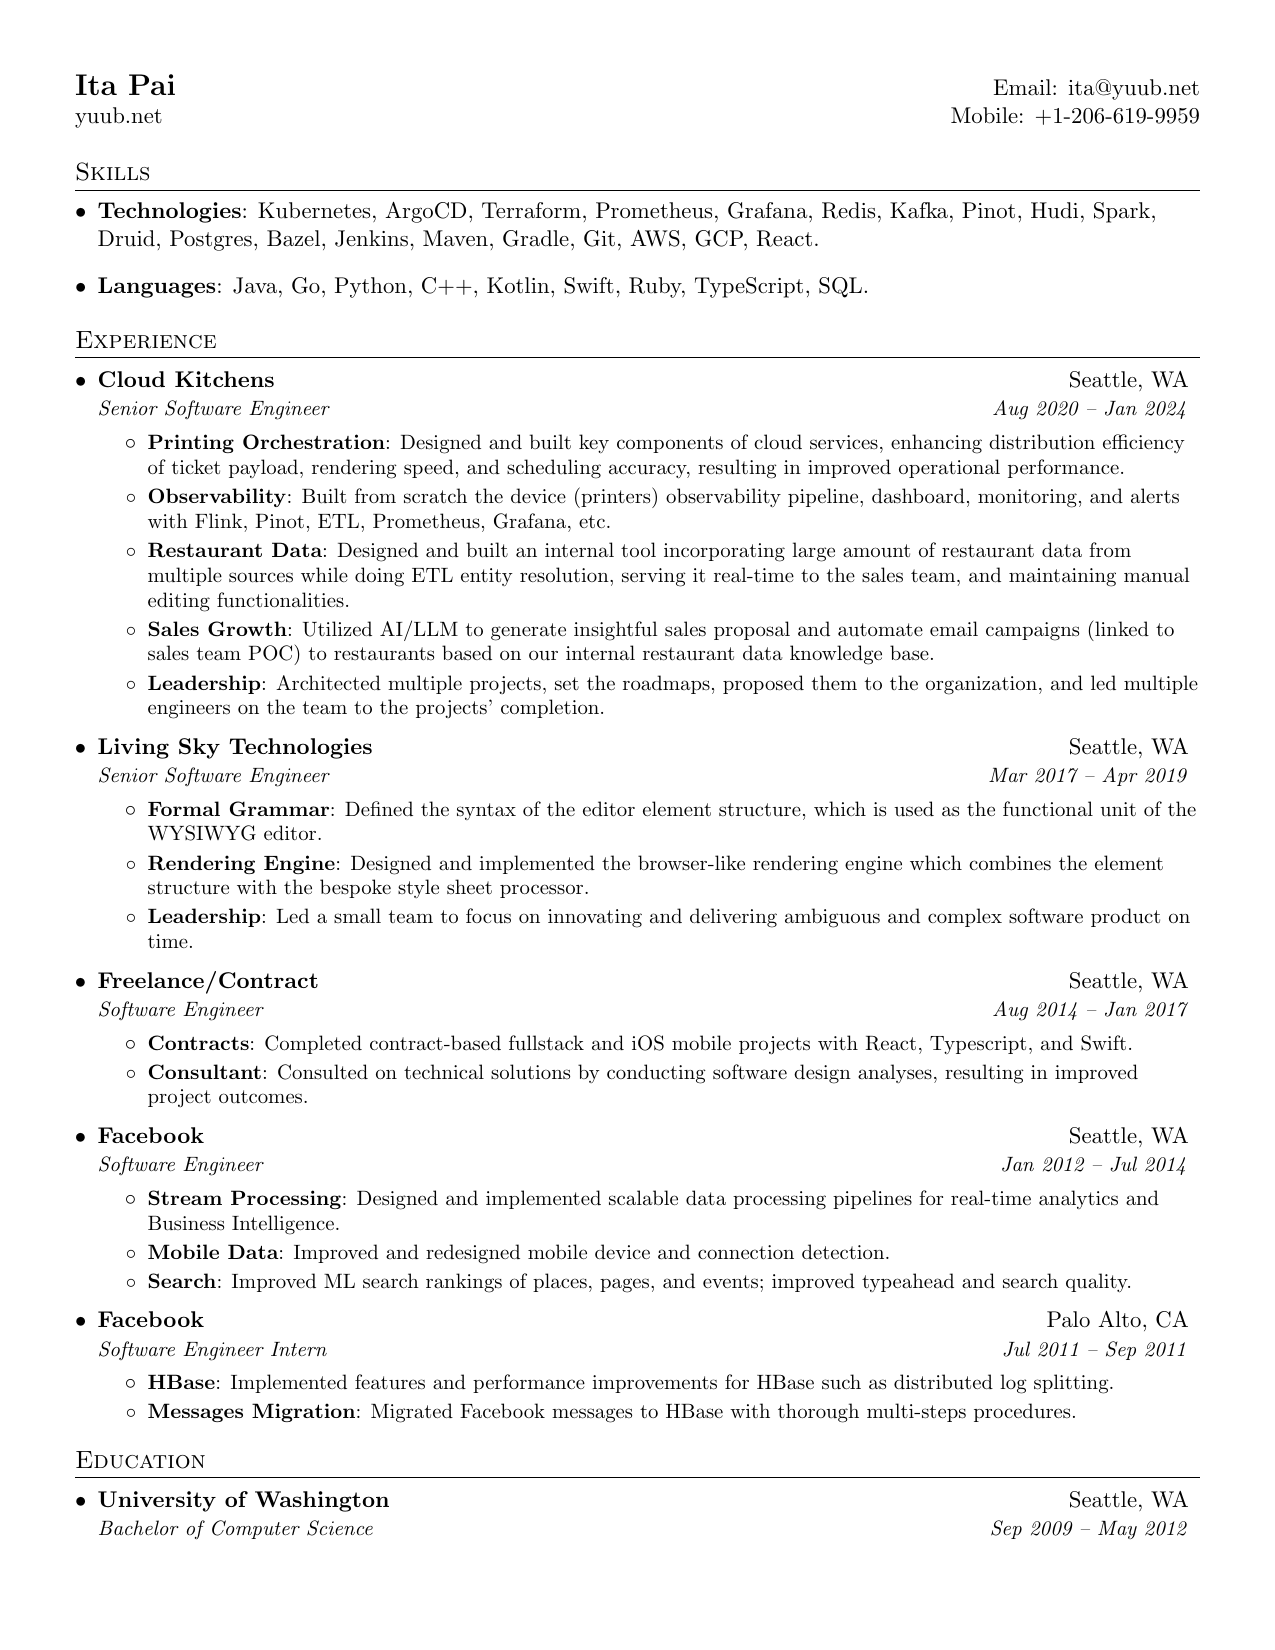 Ita Pai
Email: ita@yuub.net
yuub.net
Mobile: +1-206-619-9959
Skills
• Technologies: Kubernetes, ArgoCD, Terraform, Prometheus, Grafana, Redis, Kafka, Pinot, Hudi, Spark,
Druid, Postgres, Bazel, Jenkins, Maven, Gradle, Git, AWS, GCP, React.
• Languages: Java, Go, Python, C++, Kotlin, Swift, Ruby, TypeScript, SQL.
Experience
• Cloud Kitchens Seattle, WA
Senior Software Engineer Aug 2020 – Jan 2024
◦ Printing Orchestration: Designed and built key components of cloud services, enhancing distribution efficiency
of ticket payload, rendering speed, and scheduling accuracy, resulting in improved operational performance.
◦ Observability: Built from scratch the device (printers) observability pipeline, dashboard, monitoring, and alerts
with Flink, Pinot, ETL, Prometheus, Grafana, etc.
◦ Restaurant Data: Designed and built an internal tool incorporating large amount of restaurant data from
multiple sources while doing ETL entity resolution, serving it real-time to the sales team, and maintaining manual
editing functionalities.
◦ Sales Growth: Utilized AI/LLM to generate insightful sales proposal and automate email campaigns (linked to
sales team POC) to restaurants based on our internal restaurant data knowledge base.
◦ Leadership: Architected multiple projects, set the roadmaps, proposed them to the organization, and led multiple
engineers on the team to the projects' completion.
• Living Sky Technologies Seattle, WA
Senior Software Engineer Mar 2017 – Apr 2019
◦ Formal Grammar: Defined the syntax of the editor element structure, which is used as the functional unit of the
WYSIWYG editor.
◦ Rendering Engine: Designed and implemented the browser-like rendering engine which combines the element
structure with the bespoke style sheet processor.
◦ Leadership: Led a small team to focus on innovating and delivering ambiguous and complex software product on
time.
• Freelance/Contract Seattle, WA
Software Engineer Aug 2014 – Jan 2017
◦ Contracts: Completed contract-based fullstack and iOS mobile projects with React, Typescript, and Swift.
◦ Consultant: Consulted on technical solutions by conducting software design analyses, resulting in improved
project outcomes.
• Facebook Seattle, WA
Software Engineer Jan 2012 – Jul 2014
◦ Stream Processing: Designed and implemented scalable data processing pipelines for real-time analytics and
Business Intelligence.
◦ Mobile Data: Improved and redesigned mobile device and connection detection.
◦ Search: Improved ML search rankings of places, pages, and events; improved typeahead and search quality.
• Facebook Palo Alto, CA
Software Engineer Intern Jul 2011 – Sep 2011
◦ HBase: Implemented features and performance improvements for HBase such as distributed log splitting.
◦ Messages Migration: Migrated Facebook messages to HBase with thorough multi-steps procedures.
Education
• University of Washington Seattle, WA
Bachelor of Computer Science Sep 2009 – May 2012